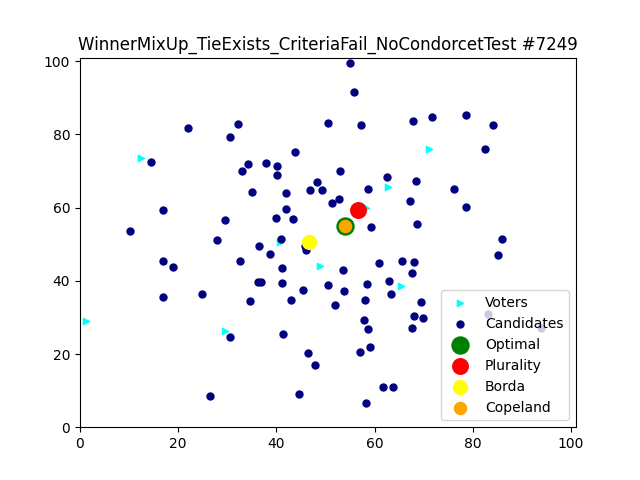 WinnerMixUp_TieExists_CriteriaFail_NoCondorcetTest #7249
100
80
60
40
20
0
0 20 40 60 80 100
Voters
Candidates
Optimal
Plurality
Borda
Copeland